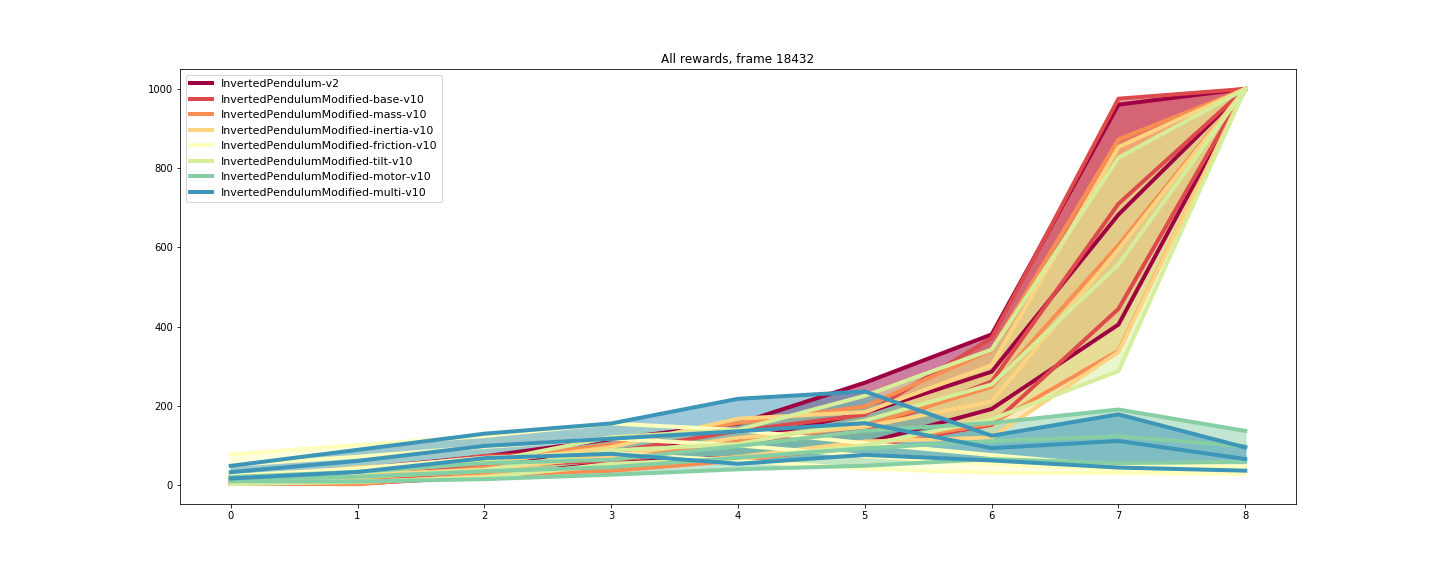 All rewards, frame 18432
1000
800
600
400
200
0
InvertedPendulum-v2
InvertedPendulumModified-base-v10
InvertedPendulumModified-mass-v10
InvertedPendulumModified-inertia-v10
InvertedPendulumModified-friction-v10
InvertedPendulumModified-tilt-v10
InvertedPendulumModified-motor-v10
InvertedPendulumModified-multi-v10
0 1 2 3 4 5 6 7 8